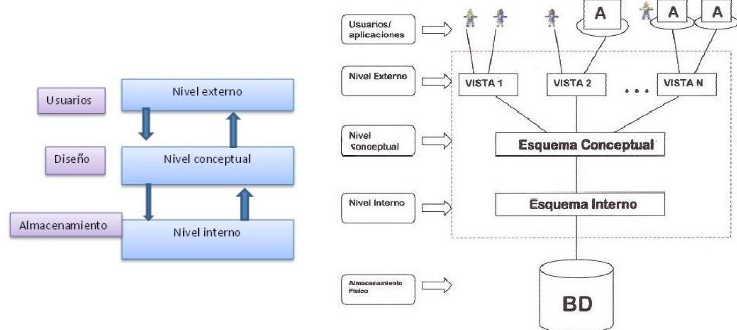 Usuarios
Nivel externo
Diseño
Nivel conceptual
Almacenamiento
Nivel interno
Usuarios/
aplicaciones
A
A
A
Nivel Externo
VISTA 1
VISTA 2
...
VISTA N
Nivel
Conceptual
Esquema Conceptual
Nivel Interno
Esquema Interno
Almacenamiento
Físico
BD